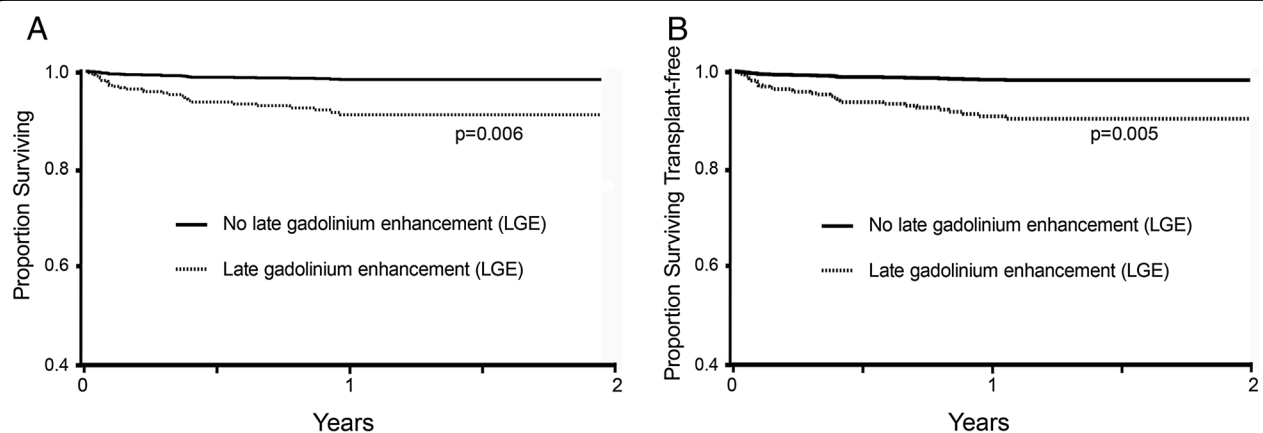 A
Proportion Surviving
1.0
0.8
0.6
0.4
p=0.006
No late gadolinium enhancement (LGE)
Late gadolinium enhancement (LGE)
0
1
2
Years
B
Proportion Surviving Transplant-free
1.0
0.8
0.6
0.4
p=0.005
No late gadolinium enhancement (LGE)
Late gadolinium enhancement (LGE)
0
1
2
Years